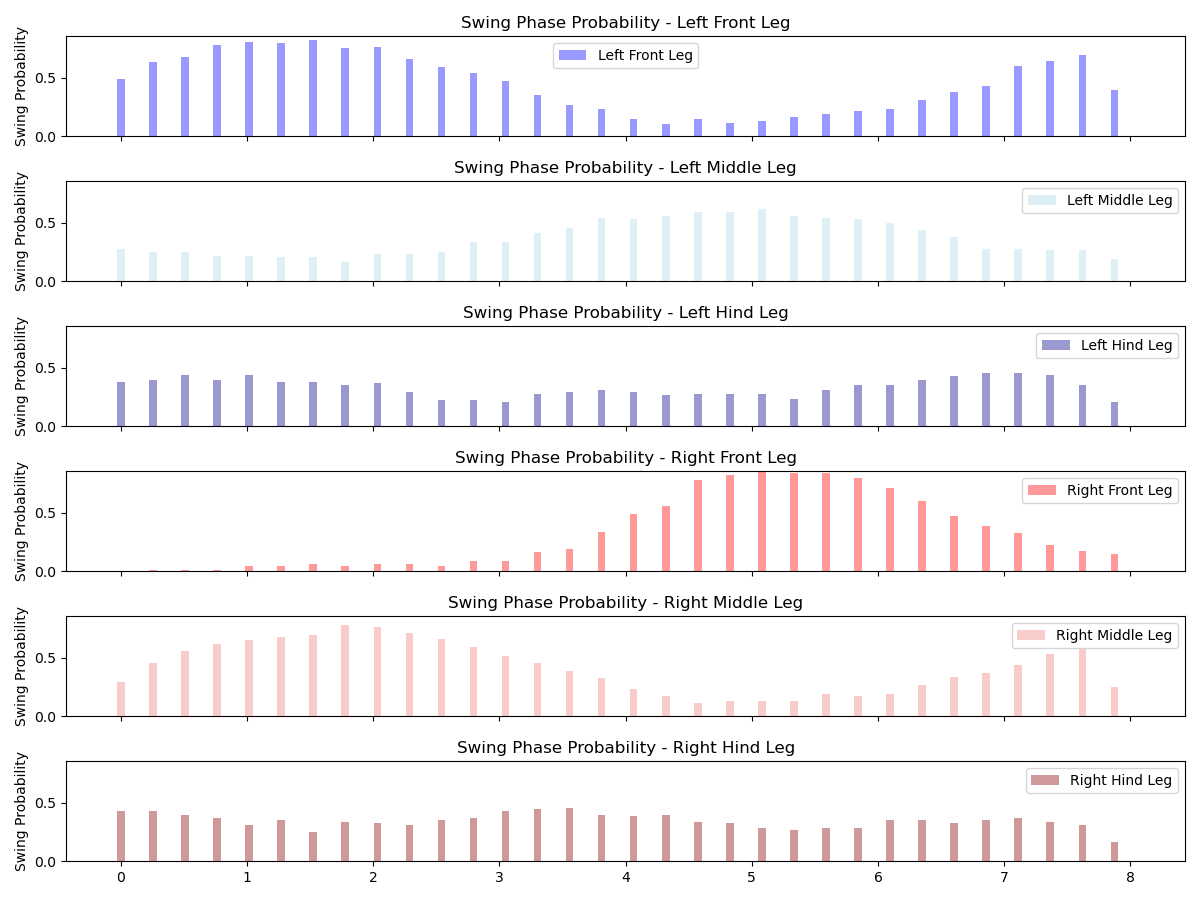 Swing Phase Probability - Left Front Leg
Swing Probability
0.5
0.0
Left Front Leg
Swing Phase Probability - Left Middle Leg
Swing Probability
0.5
0.0
Left Middle Leg
Swing Phase Probability - Left Hind Leg
Swing Probability
0.5
0.0
Left Hind Leg
Swing Phase Probability - Right Front Leg
Swing Probability
0.5
0.0
Right Front Leg
Swing Phase Probability - Right Middle Leg
Swing Probability
0.5
0.0
Right Middle Leg
Swing Phase Probability - Right Hind Leg
Swing Probability
0.5
0.0
Right Hind Leg
0 1 2 3 4 5 6 7 8